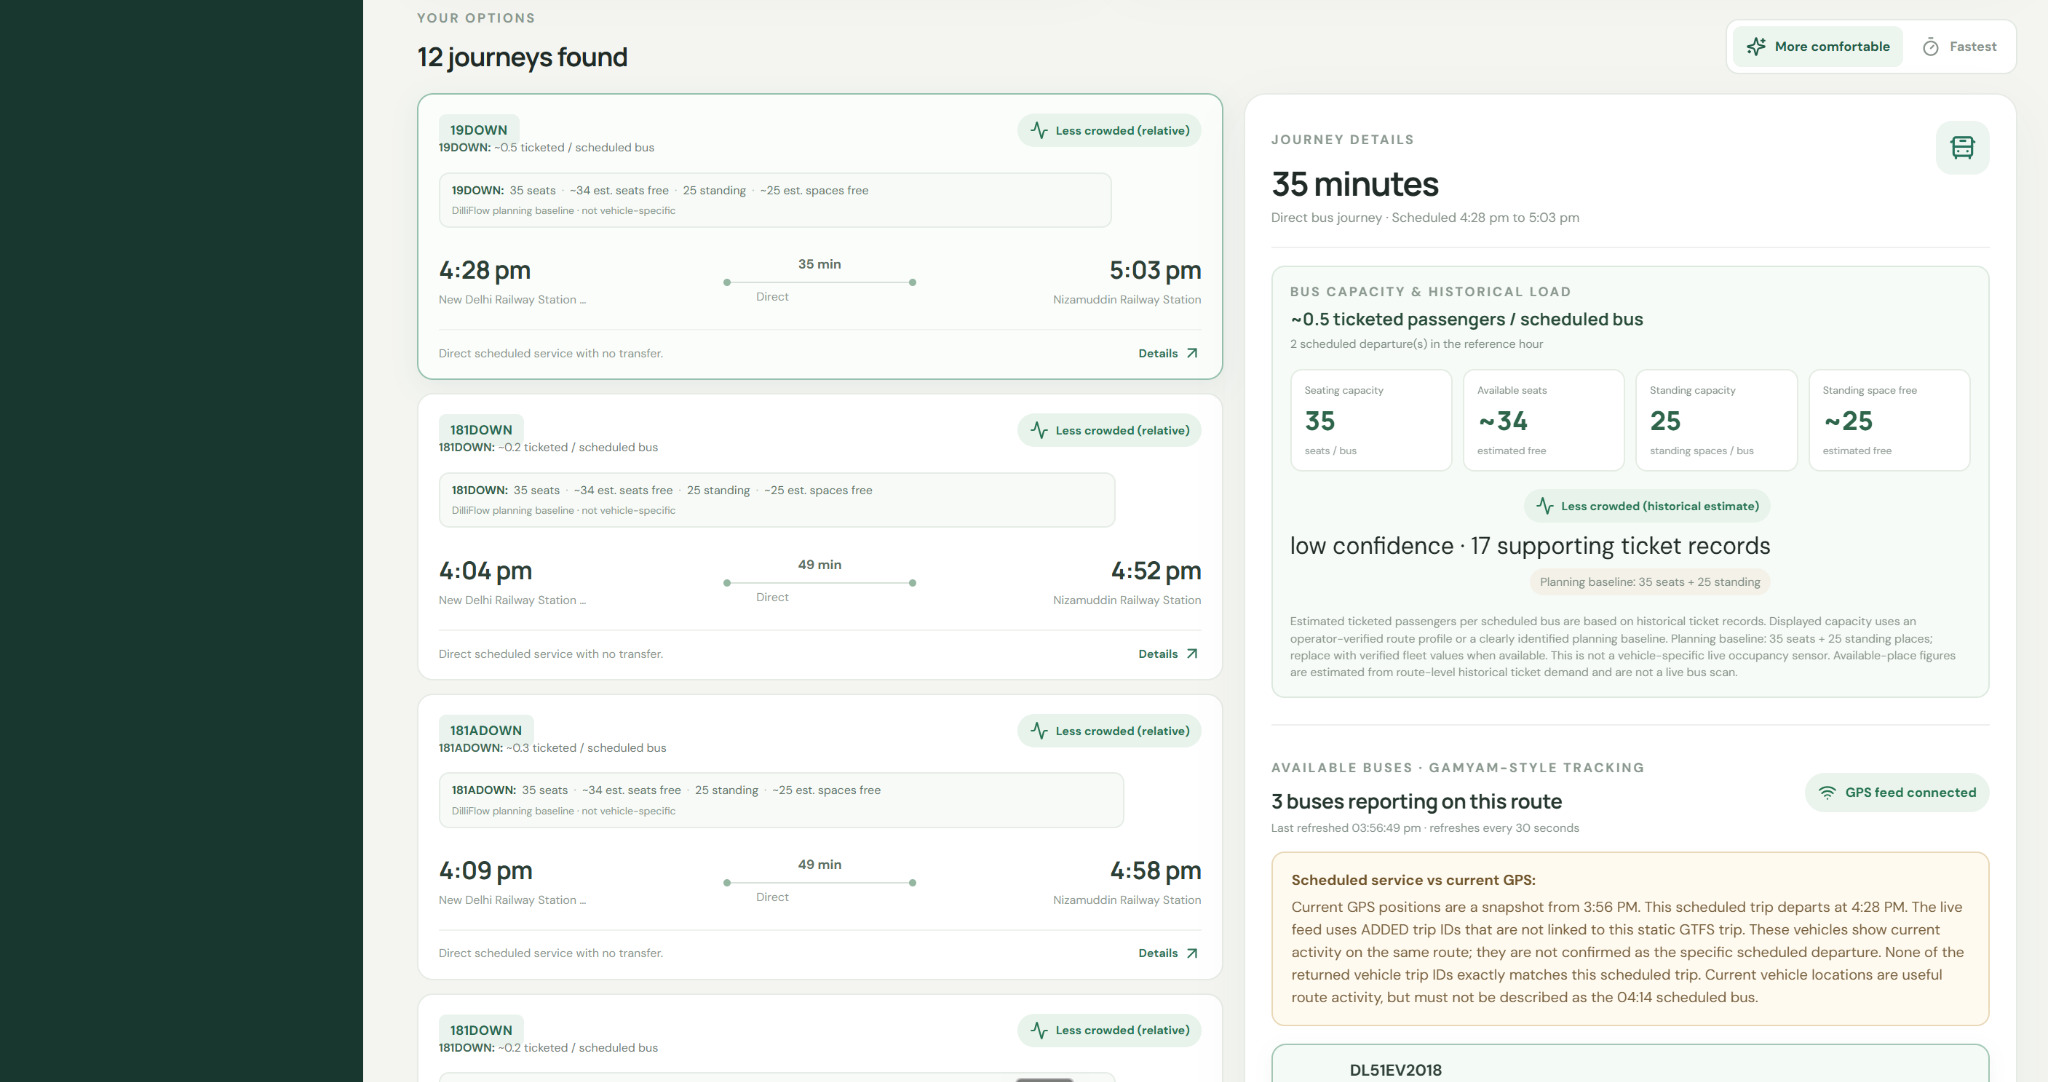 YOUR OPTIONS
12 journeys found
More comfortable
Fastest
19DOWN
19DOWN: ~0.5 ticketed / scheduled bus
Less crowded (relative)
19DOWN: 35 seats · ~34 est. seats free · 25 standing · ~25 est. spaces free
DilliFlow planning baseline · not vehicle-specific
4:28 pm
35 min
5:03 pm
New Delhi Railway Station ...
Direct
Nizamuddin Railway Station
Direct scheduled service with no transfer.
Details
181DOWN
181DOWN: ~0.2 ticketed / scheduled bus
Less crowded (relative)
181DOWN: 35 seats · ~34 est. seats free · 25 standing · ~25 est. spaces free
DilliFlow planning baseline · not vehicle-specific
4:04 pm
49 min
4:52 pm
New Delhi Railway Station ...
Direct
Nizamuddin Railway Station
Direct scheduled service with no transfer.
Details
181ADOWN
181ADOWN: ~0.3 ticketed / scheduled bus
Less crowded (relative)
181ADOWN: 35 seats · ~34 est. seats free · 25 standing · ~25 est. spaces free
DilliFlow planning baseline · not vehicle-specific
4:09 pm
49 min
4:58 pm
New Delhi Railway Station ...
Direct
Nizamuddin Railway Station
Direct scheduled service with no transfer.
Details
181DOWN
181DOWN: ~0.2 ticketed / scheduled bus
Less crowded (relative)
JOURNEY DETAILS
35 minutes
Direct bus journey · Scheduled 4:28 pm to 5:03 pm
BUS CAPACITY & HISTORICAL LOAD
~0.5 ticketed passengers / scheduled bus
2 scheduled departure(s) in the reference hour
Seating capacity
35
seats / bus
Available seats
~34
estimated free
Standing capacity
25
standing spaces / bus
Standing space free
~25
estimated free
Less crowded (historical estimate)
low confidence · 17 supporting ticket records
Planning baseline: 35 seats + 25 standing
Estimated ticketed passengers per scheduled bus are based on historical ticket records. Displayed capacity uses an
operator-verified route profile or a clearly identified planning baseline. Planning baseline: 35 seats + 25 standing places;
replace with verified fleet values when available. This is not a vehicle-specific live occupancy sensor. Available-place figures
are estimated from route-level historical ticket demand and are not a live bus scan.
AVAILABLE BUSES · GAMYAM-STYLE TRACKING
3 buses reporting on this route
Last refreshed 03:56:49 pm · refreshes every 30 seconds
GPS feed connected
Scheduled service vs current GPS:
Current GPS positions are a snapshot from 3:56 PM. This scheduled trip departs at 4:28 PM. The live
feed uses ADDED trip IDs that are not linked to this static GTFS trip. These vehicles show current
activity on the same route; they are not confirmed as the specific scheduled departure. None of the
returned vehicle trip IDs exactly matches this scheduled trip. Current vehicle locations are useful
route activity, but must not be described as the 04:14 scheduled bus.
DL51EV2018